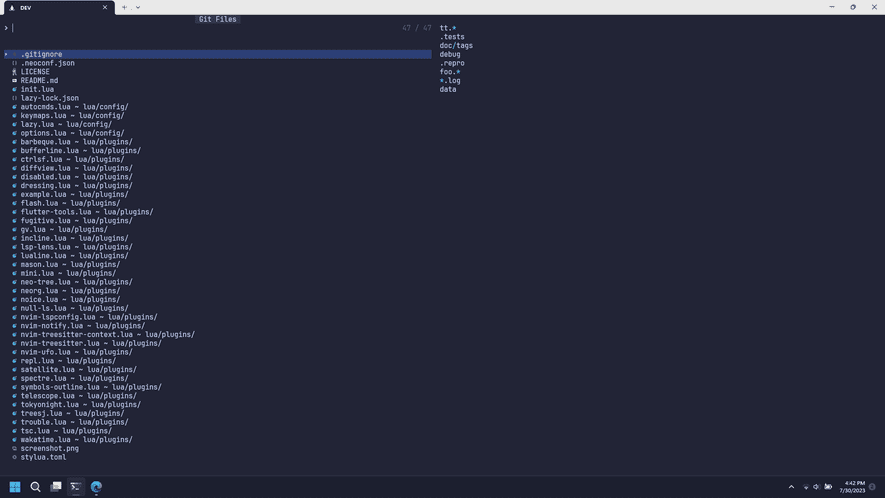 DEV
Git Files
47 / 47
.gitignore
.neoconf.json
LICENSE
README.md
init.lua
lazy-lock.json
autocmds.lua ~ lua/config/
keymaps.lua ~ lua/config/
lazy.lua ~ lua/config/
options.lua ~ lua/config/
barbeque.lua ~ lua/plugins/
bufferline.lua ~ lua/plugins/
ctrlsf.lua ~ lua/plugins/
diffview.lua ~ lua/plugins/
disabled.lua ~ lua/plugins/
dressing.lua ~ lua/plugins/
example.lua ~ lua/plugins/
flash.lua ~ lua/plugins/
flutter-tools.lua ~ lua/plugins/
fugitive.lua ~ lua/plugins/
gv.lua ~ lua/plugins/
incline.lua ~ lua/plugins/
lsp-lens.lua ~ lua/plugins/
lualine.lua ~ lua/plugins/
mason.lua ~ lua/plugins/
mini.lua ~ lua/plugins/
neo-tree.lua ~ lua/plugins/
neorg.lua ~ lua/plugins/
noice.lua ~ lua/plugins/
null-ls.lua ~ lua/plugins/
nvim-lspconfig.lua ~ lua/plugins/
nvim-notify.lua ~ lua/plugins/
nvim-treesitter-context.lua ~ lua/plugins/
nvim-treesitter.lua ~ lua/plugins/
nvim-ufo.lua ~ lua/plugins/
repl.lua ~ lua/plugins/
satellite.lua ~ lua/plugins/
spectre.lua ~ lua/plugins/
symbols-outline.lua ~ lua/plugins/
telescope.lua ~ lua/plugins/
tokyonight.lua ~ lua/plugins/
treesj.lua ~ lua/plugins/
trouble.lua ~ lua/plugins/
tsc.lua ~ lua/plugins/
wakatime.lua ~ lua/plugins/
screenshot.png
stylua.toml
tt.*
.tests
doc/tags
debug
.repro
foo.*
*.log
data
4:42 PM
7/30/2023